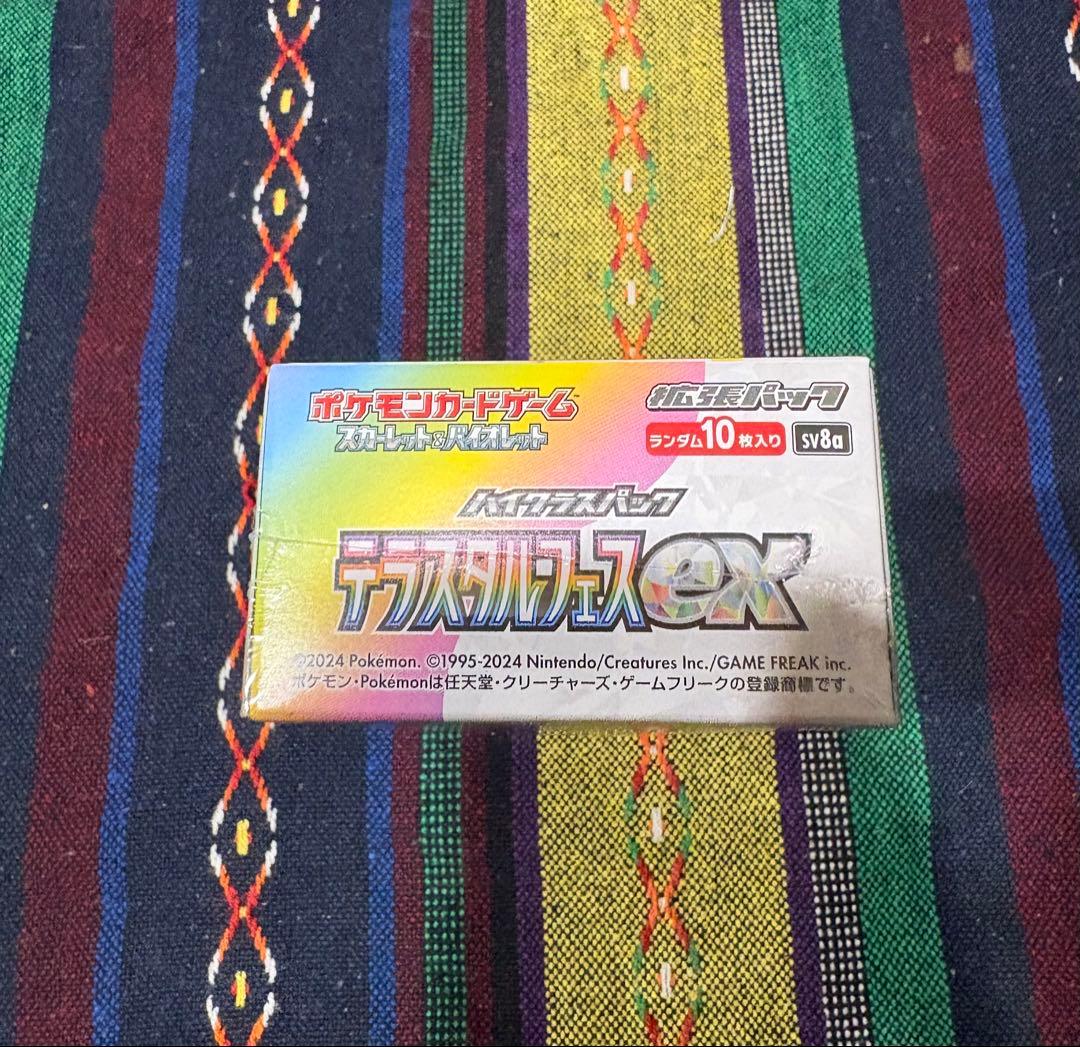 ポケモンカードゲーム
スカーレット&バイオレット
拡張パック
ランダム10枚入り sv8a
ハイクラスパック
テラスタルフェスex
©2024 Pokémon. ©1995-2024 Nintendo/Creatures Inc./GAME FREAK inc.
ポケモン・Pokémonは任天堂・クリーチャーズ・ゲームフリークの登録商標です。